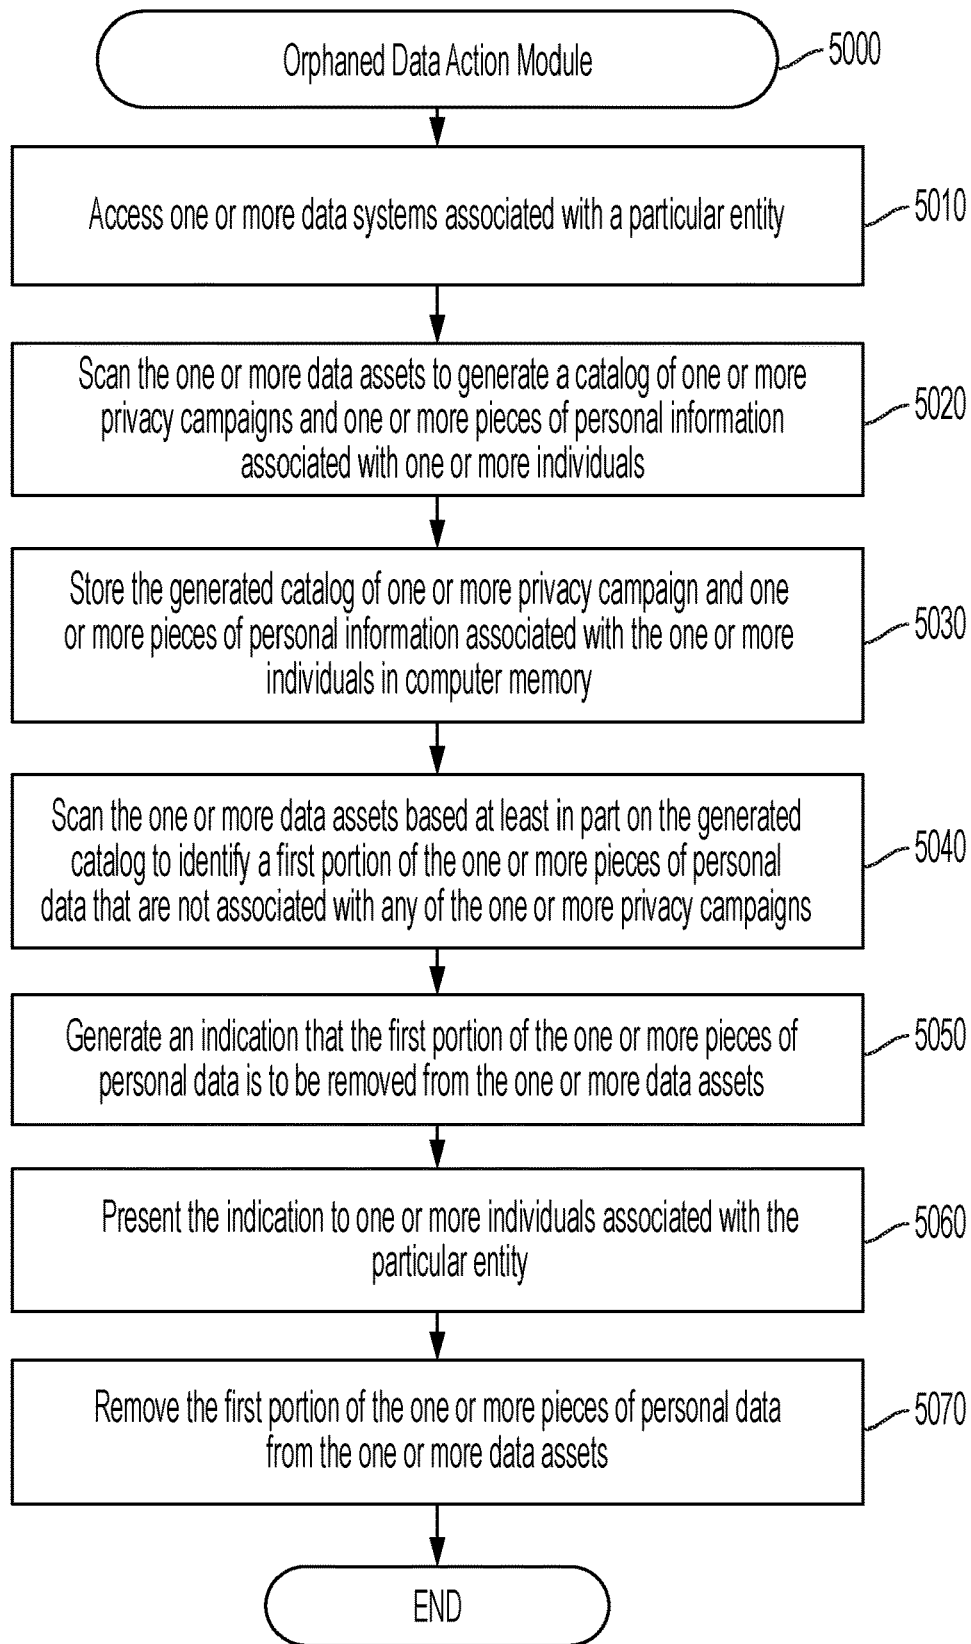 Orphaned Data Action Module
5000
Access one or more data systems associated with a particular entity
5010
Scan the one or more data assets to generate a catalog of one or more
privacy campaigns and one or more pieces of personal information
associated with one or more individuals
5020
Store the generated catalog of one or more privacy campaign and one
or more pieces of personal information associated with the one or more
individuals in computer memory
5030
Scan the one or more data assets based at least in part on the generated
catalog to identify a first portion of the one or more pieces of personal
data that are not associated with any of the one or more privacy campaigns
5040
Generate an indication that the first portion of the one or more pieces of
personal data is to be removed from the one or more data assets
5050
Present the indication to one or more individuals associated with the
particular entity
5060
Remove the first portion of the one or more pieces of personal data
from the one or more data assets
5070
END